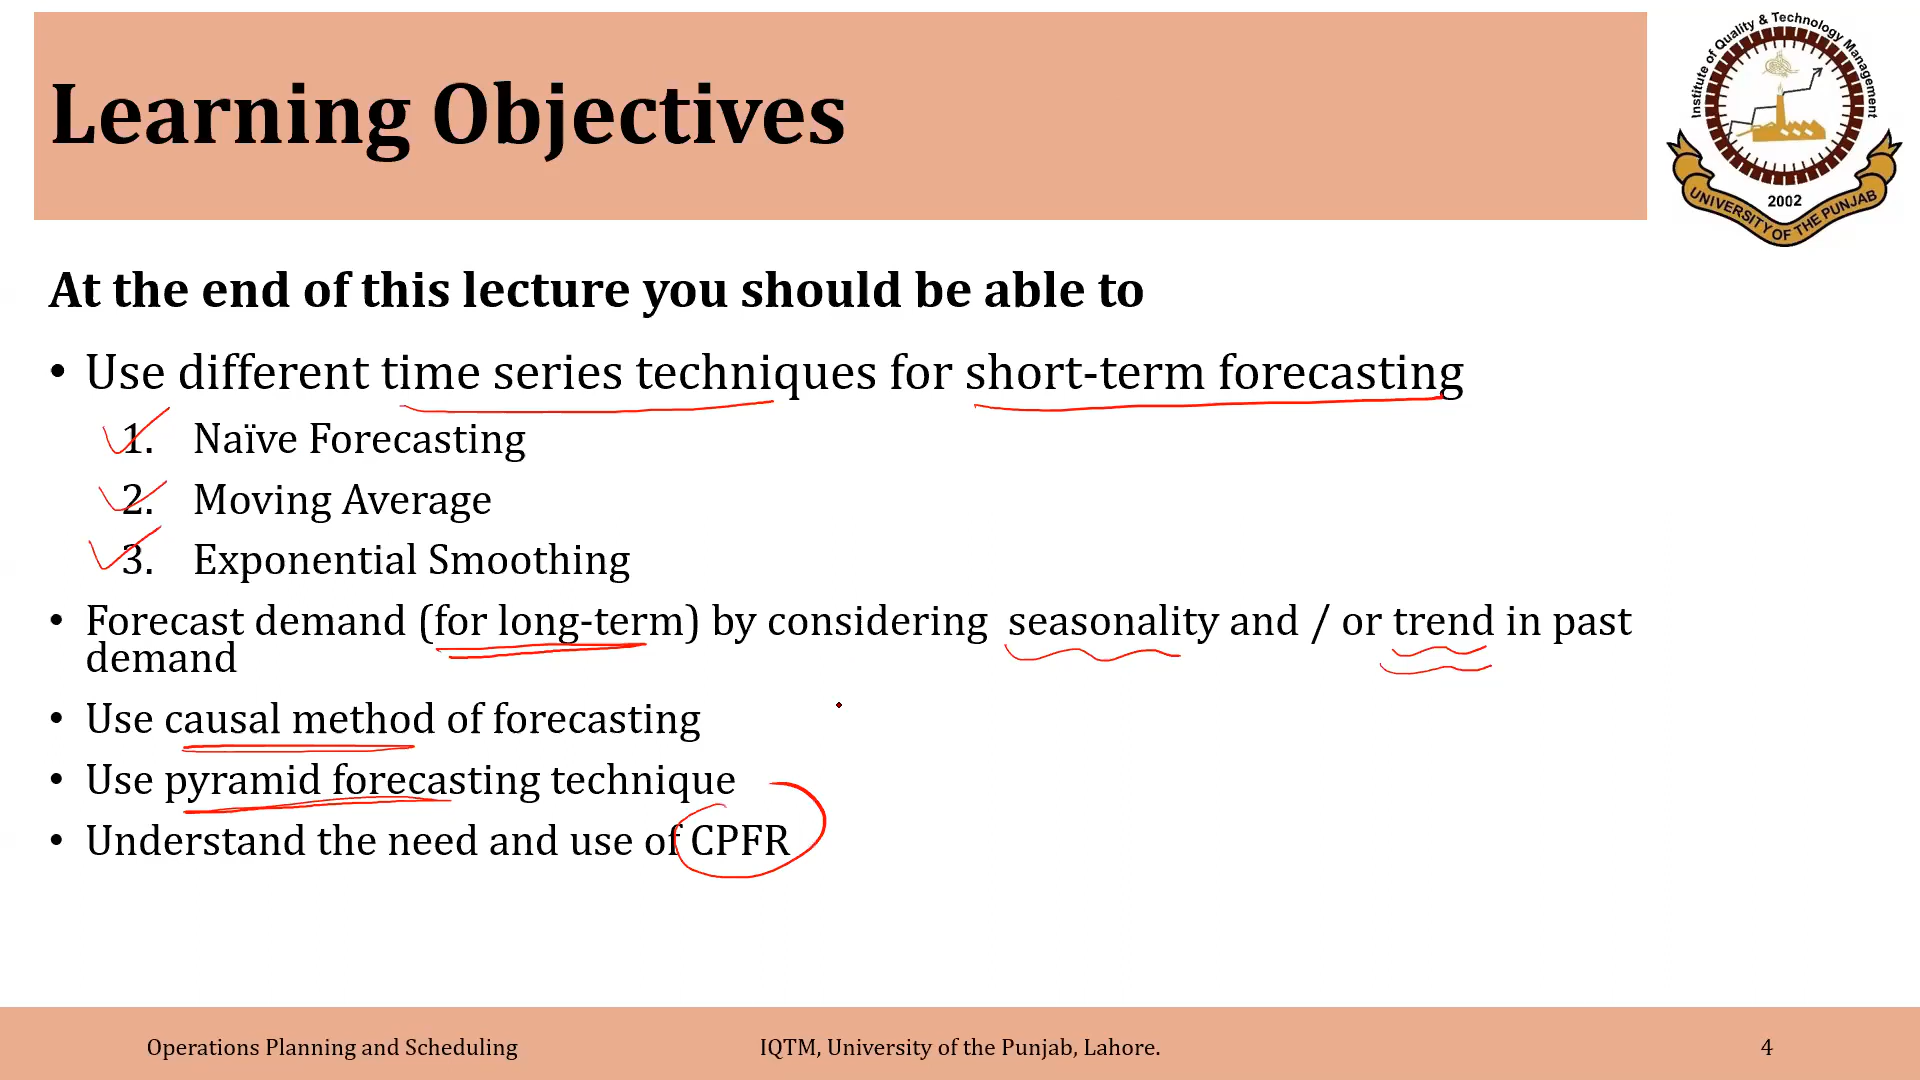 Learning Objectives
Institute of Quality & Technology Management
2002
UNIVERSITY OF THE PUNJAB
At the end of this lecture you should be able to
• Use different time series techniques for short-term forecasting
1. Naïve Forecasting
2. Moving Average
3. Exponential Smoothing
• Forecast demand (for long-term) by considering seasonality and / or trend in past
demand
• Use causal method of forecasting
• Use pyramid forecasting technique
• Understand the need and use of CPFR
Operations Planning and Scheduling
IQTM, University of the Punjab, Lahore.
4